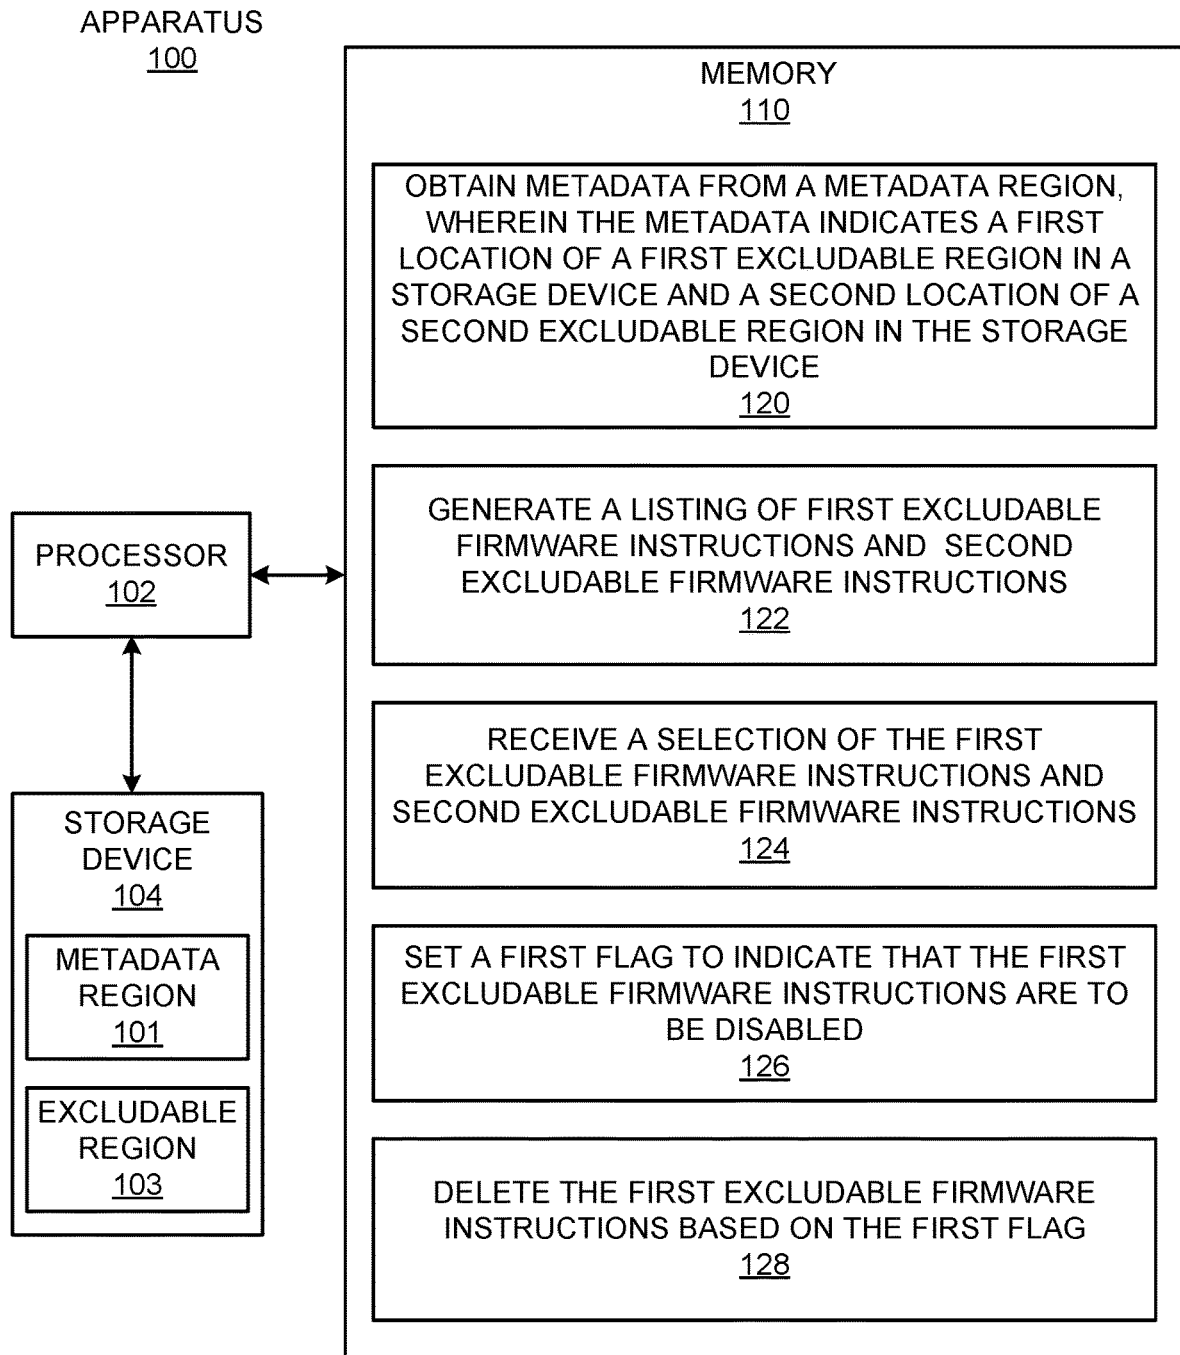 APPARATUS
100
MEMORY
110
OBTAIN METADATA FROM A METADATA REGION,
WHEREIN THE METADATA INDICATES A FIRST
LOCATION OF A FIRST EXCLUDABLE REGION IN A
STORAGE DEVICE AND A SECOND LOCATION OF A
SECOND EXCLUDABLE REGION IN THE STORAGE
DEVICE
120
GENERATE A LISTING OF FIRST EXCLUDABLE
FIRMWARE INSTRUCTIONS AND SECOND
EXCLUDABLE FIRMWARE INSTRUCTIONS
122
RECEIVE A SELECTION OF THE FIRST
EXCLUDABLE FIRMWARE INSTRUCTIONS AND
SECOND EXCLUDABLE FIRMWARE INSTRUCTIONS
124
SET A FIRST FLAG TO INDICATE THAT THE FIRST
EXCLUDABLE FIRMWARE INSTRUCTIONS ARE TO
BE DISABLED
126
DELETE THE FIRST EXCLUDABLE FIRMWARE
INSTRUCTIONS BASED ON THE FIRST FLAG
128
PROCESSOR
102
STORAGE
DEVICE
104
METADATA
REGION
101
EXCLUDABLE
REGION
103